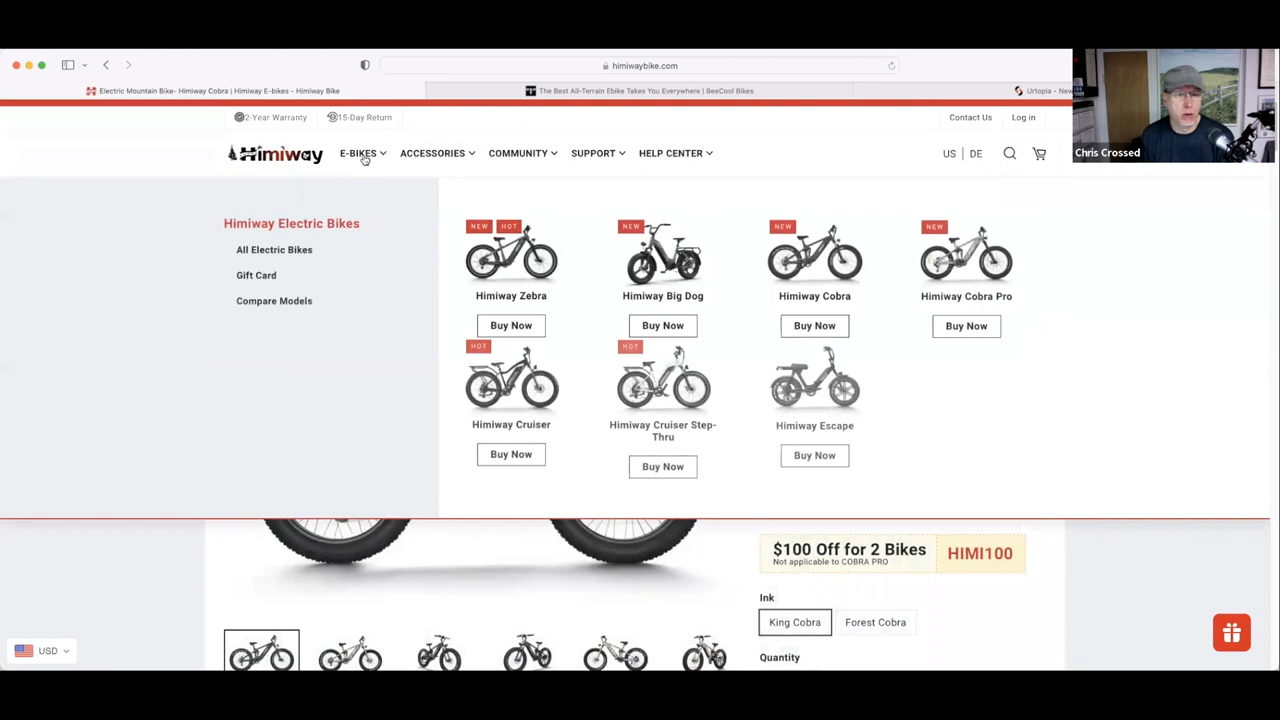 himiwaybike.com
Electric Mountain Bike- Himiway Cobra | Himiway E-bikes - Himiway Bike
The Best All-Terrain Ebike Takes You Everywhere | BeeCool Bikes
Urtopia - New
2-Year Warranty
15-Day Return
Contact Us
Log in
Himiway
E-BIKES
ACCESSORIES
COMMUNITY
SUPPORT
HELP CENTER
US | DE
Chris Crossed
Himiway Electric Bikes
All Electric Bikes
Gift Card
Compare Models
NEW HOT
NEW
NEW
NEW
Himiway Zebra
Himiway Big Dog
Himiway Cobra
Himiway Cobra Pro
Buy Now
Buy Now
Buy Now
Buy Now
HOT
HOT
Himiway Cruiser
Himiway Cruiser Step-
Thru
Himiway Escape
Buy Now
Buy Now
Buy Now
$100 Off for 2 Bikes
Not applicable to COBRA PRO
HIMI100
Ink
King Cobra
Forest Cobra
Quantity
USD